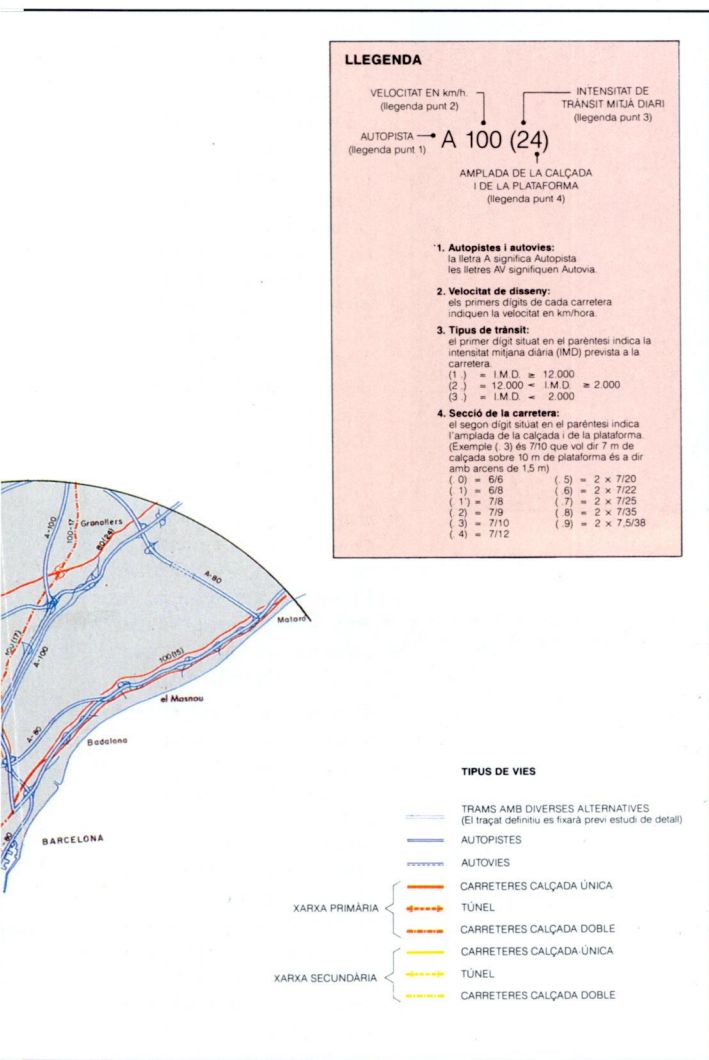 LLEGENDA
VELOCITAT EN km/h.
(llegenda punt 2)
INTENSITAT DE
TRÀNSIT MITJÀ DIARI
(llegenda punt 3)
AUTOPISTA
(llegenda punt 1)
A 100 (24)
AMPLADA DE LA CALÇADA
I DE LA PLATAFORMA
(llegenda punt 4)
1. Autopistes i autovies:
la lletra A significa Autopista
les lletres AV signifiquen Autovia.
2. Velocitat de disseny:
els primers dígits de cada carretera
indiquen la velocitat en km/hora.
3. Tipus de trànsit:
el primer dígit situat en el parèntesi indica la
intensitat mitjana diària (IMD) prevista a la
carretera.
(1 .) = I.M.D. ≥ 12.000
(2 .) = 12.000 < I.M.D. ≥ 2.000
(3 .) = I.M.D. < 2.000
4. Secció de la carretera:
el segon dígit situat en el parèntesi indica
l'amplada de la calçada i de la plataforma.
(Exemple (. 3) és 7/10 que vol dir 7 m de
calçada sobre 10 m de plataforma és a dir
amb arcens de 1,5 m)
( 0) = 6/6 ( .5) = 2 × 7/20
( 1) = 6/8 ( .6) = 2 × 7/22
( 1') = 7/8 ( .7) = 2 × 7/25
( 2) = 7/9 ( .8) = 2 × 7/35
( 3) = 7/10 ( .9) = 2 × 7,5/38
( 4) = 7/12
A-100
100-17
Granollers
80(24)
A-80
Mataró
A-100
100(15)
el Masnou
A-80
Badalona
BARCELONA
TIPUS DE VIES
TRAMS AMB DIVERSES ALTERNATIVES
(El traçat definitiu es fixarà previ estudi de detall)
AUTOPISTES
AUTOVIES
XARXA PRIMÀRIA
CARRETERES CALÇADA ÚNICA
TÚNEL
CARRETERES CALÇADA DOBLE
XARXA SECUNDÀRIA
CARRETERES CALÇADA ÚNICA
TÚNEL
CARRETERES CALÇADA DOBLE